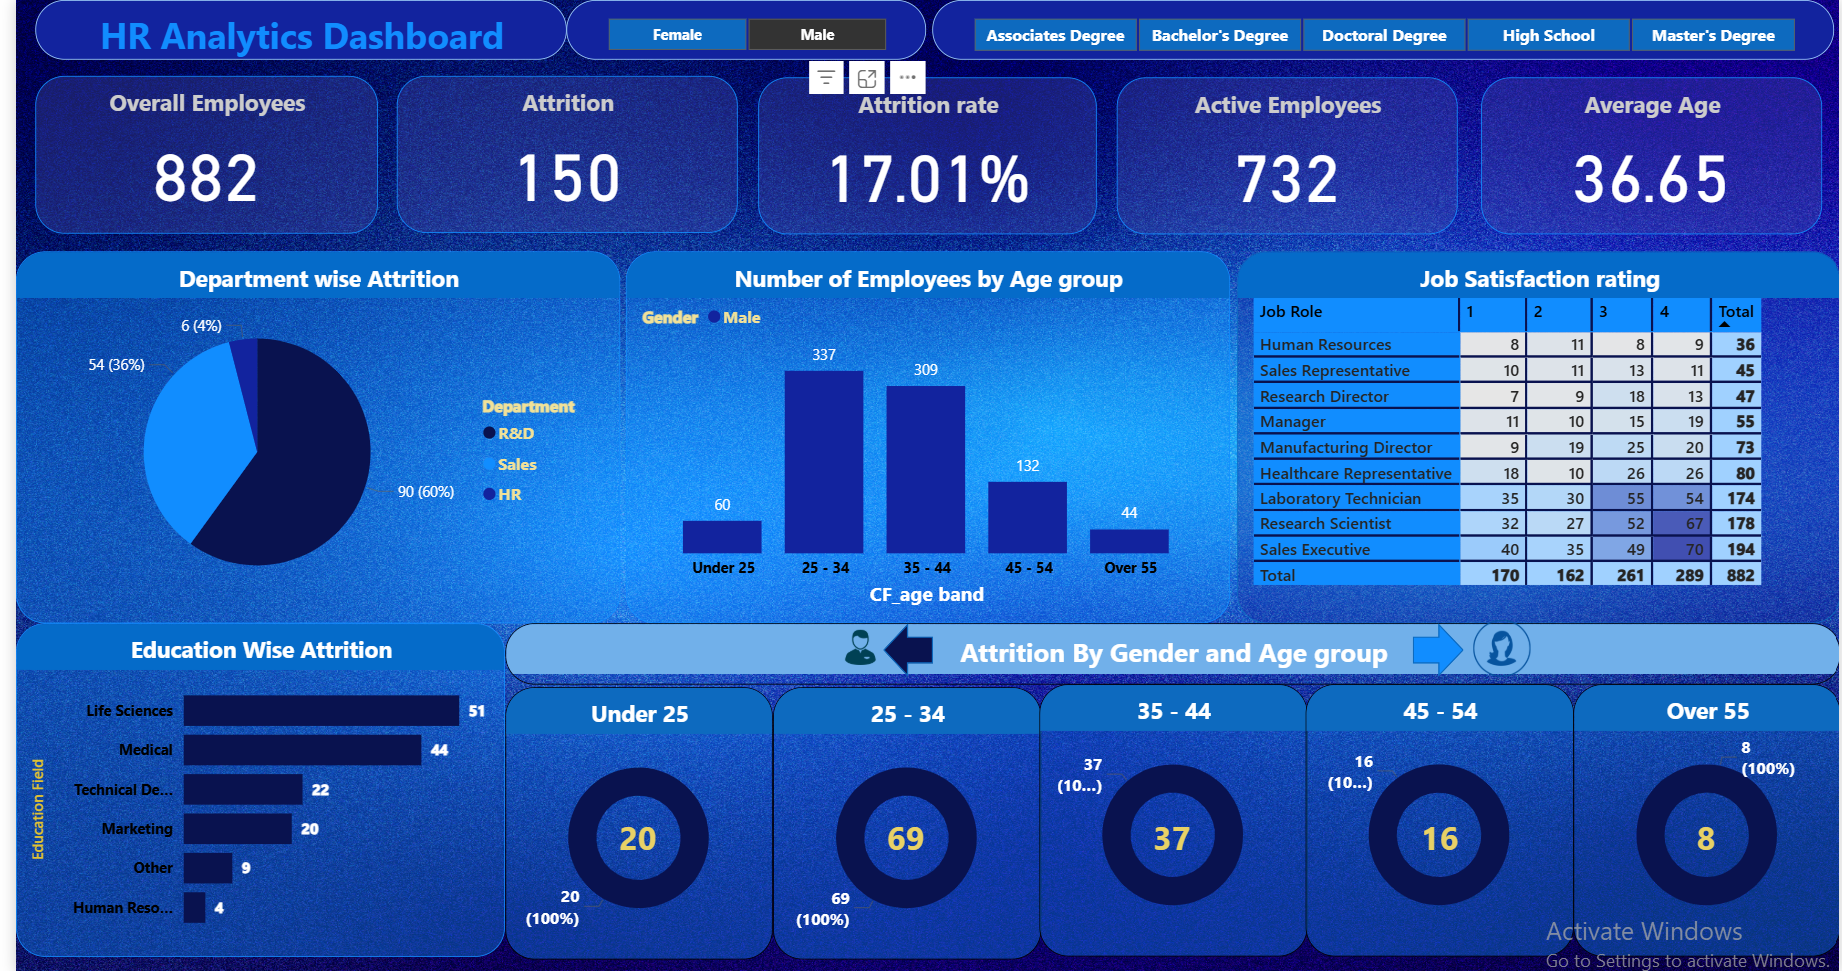 HR Analytics Dashboard
Female
Male
Associates Degree
Bachelor's Degree
Doctoral Degree
High School
Master's Degree
Overall Employees
882
Attrition
150
Attrition rate
17.01%
Active Employees
732
Average Age
36.65
Department wise Attrition
6 (4%)
54 (36%)
90 (60%)
Department
R&D
Sales
HR
Number of Employees by Age group
Gender Male
337
309
132
60
44
Under 25 25 - 34 35 - 44 45 - 54 Over 55
CF_age band
Job Satisfaction rating
Job Role 1 2 3 4 Total
Human Resources 8 11 8 9 36
Sales Representative 10 11 13 11 45
Research Director 7 9 18 13 47
Manager 11 10 15 19 55
Manufacturing Director 9 19 25 20 73
Healthcare Representative 18 10 26 26 80
Laboratory Technician 35 30 55 54 174
Research Scientist 32 27 52 67 178
Sales Executive 40 35 49 70 194
Total 170 162 261 289 882
Education Wise Attrition
Education Field
Life Sciences 51
Medical 44
Technical De... 22
Marketing 20
Other 9
Human Reso... 4
Attrition By Gender and Age group
Under 25
20
20
(100%)
25 - 34
69
69
(100%)
35 - 44
37
(10...)
37
45 - 54
16
(10...)
16
Over 55
8
(100%)
8
Activate Windows
Go to Settings to activate Windows.